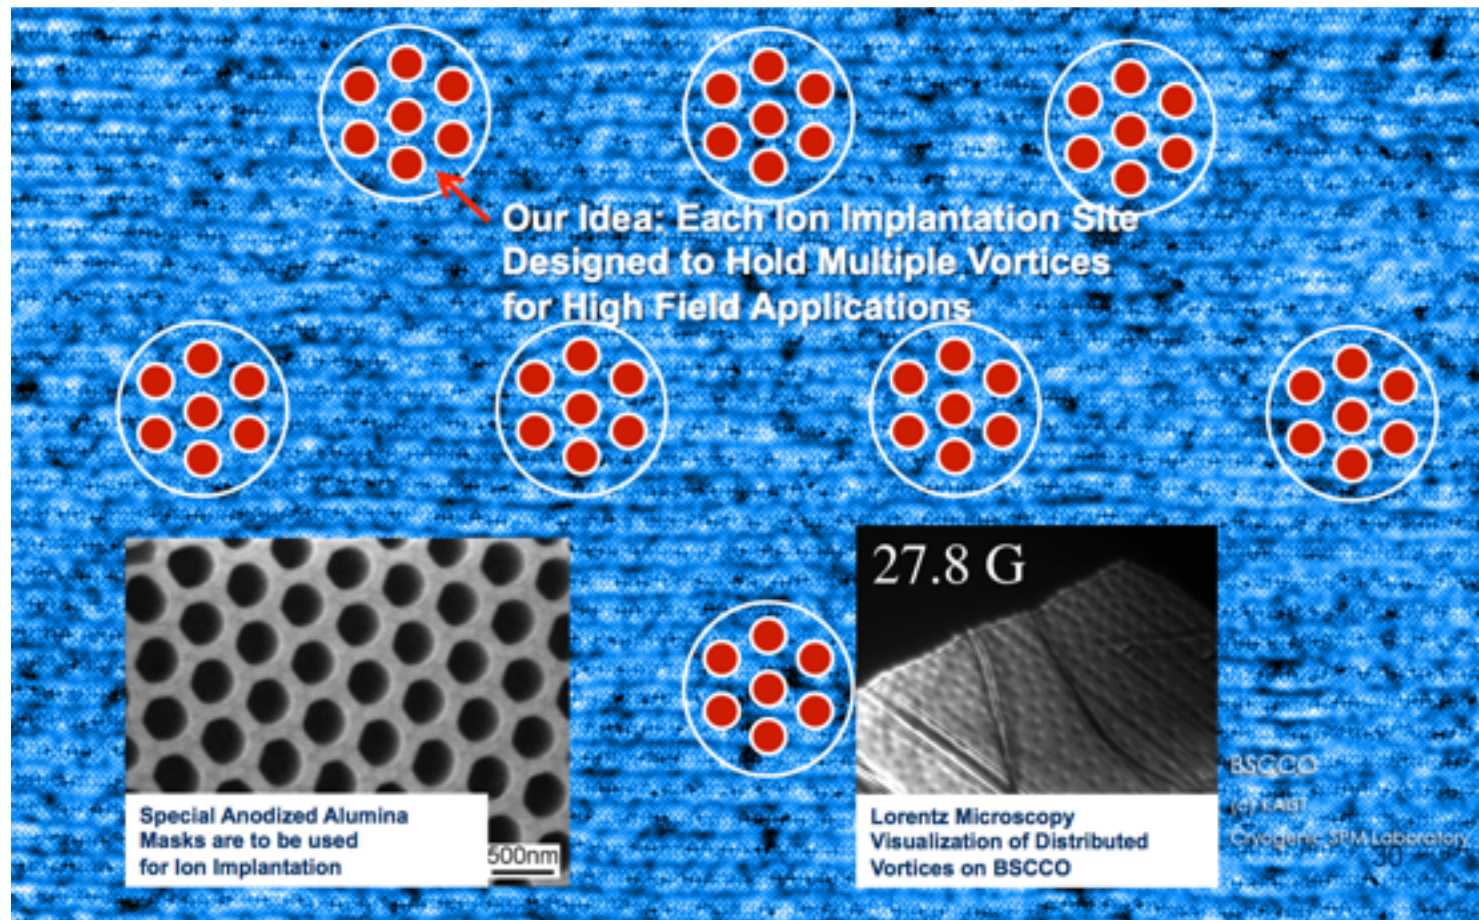 Our Idea: Each Ion Implantation Site
Designed to Hold Multiple Vortices
for High Field Applications
27.8 G
Special Anodized Alumina
Masks are to be used
for Ion Implantation
500nm
Lorentz Microscopy
Visualization of Distributed
Vortices on BSCCO
BSCCO
(c) KAIST
Cryogenic SPM Laboratory
30